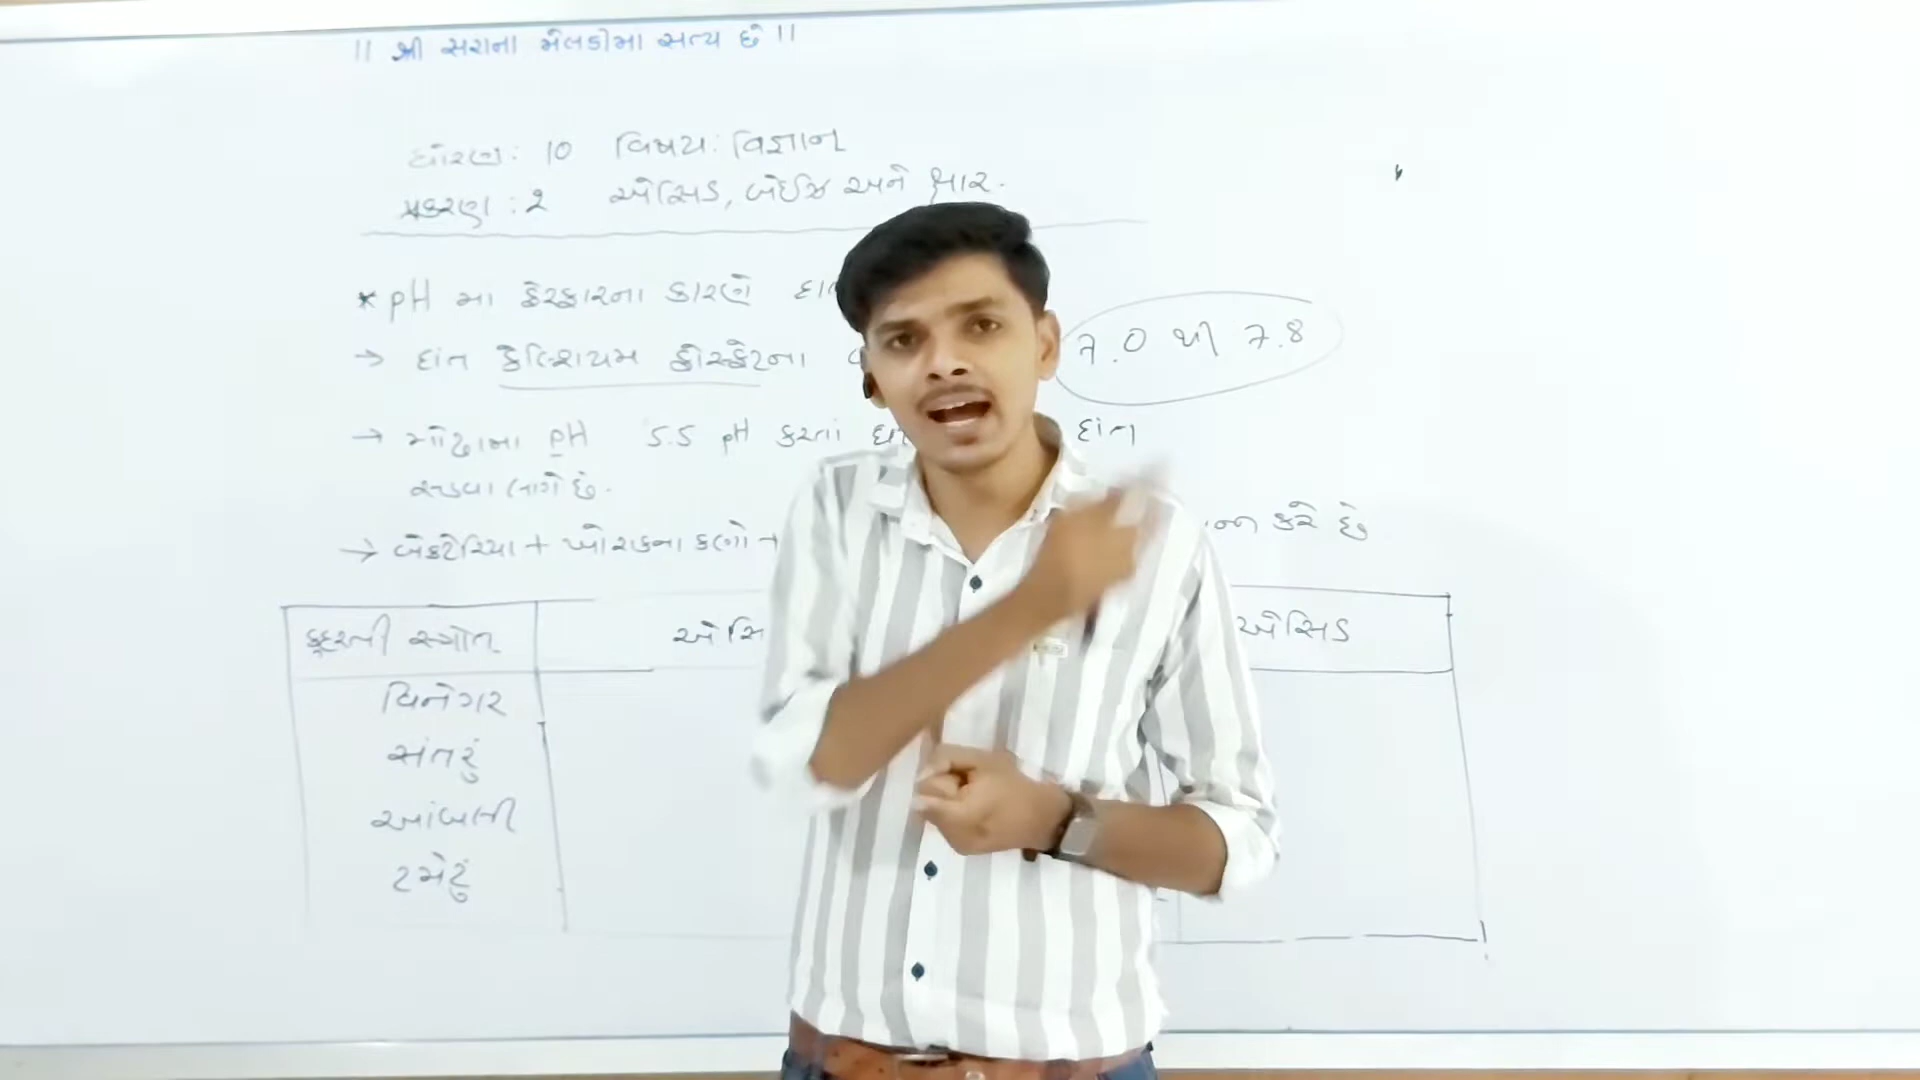 || શ્રી સરાના મેલડીમા સત્ય છે ||
ધોરણ : 10 વિષય : વિજ્ઞાન
પ્રકરણ : 2 એસિડ, બેઈઝ અને ક્ષાર.
* pH મા ફેરફારના કારણે
→ દાંત કેલ્શિયમ ફોસ્ફેટના
7.0 થી 7.8
→ મોઢાના pH 5.5 pH કરતાં દાંત
સડવા લાગે છે.
→ બેક્ટેરિયા + ખોરાકના કણો → કરે છે
કુદરતી સ્ત્રોત એસિ એસિડ
વિનેગર
સંતરું
આંબલી
ટમેટું